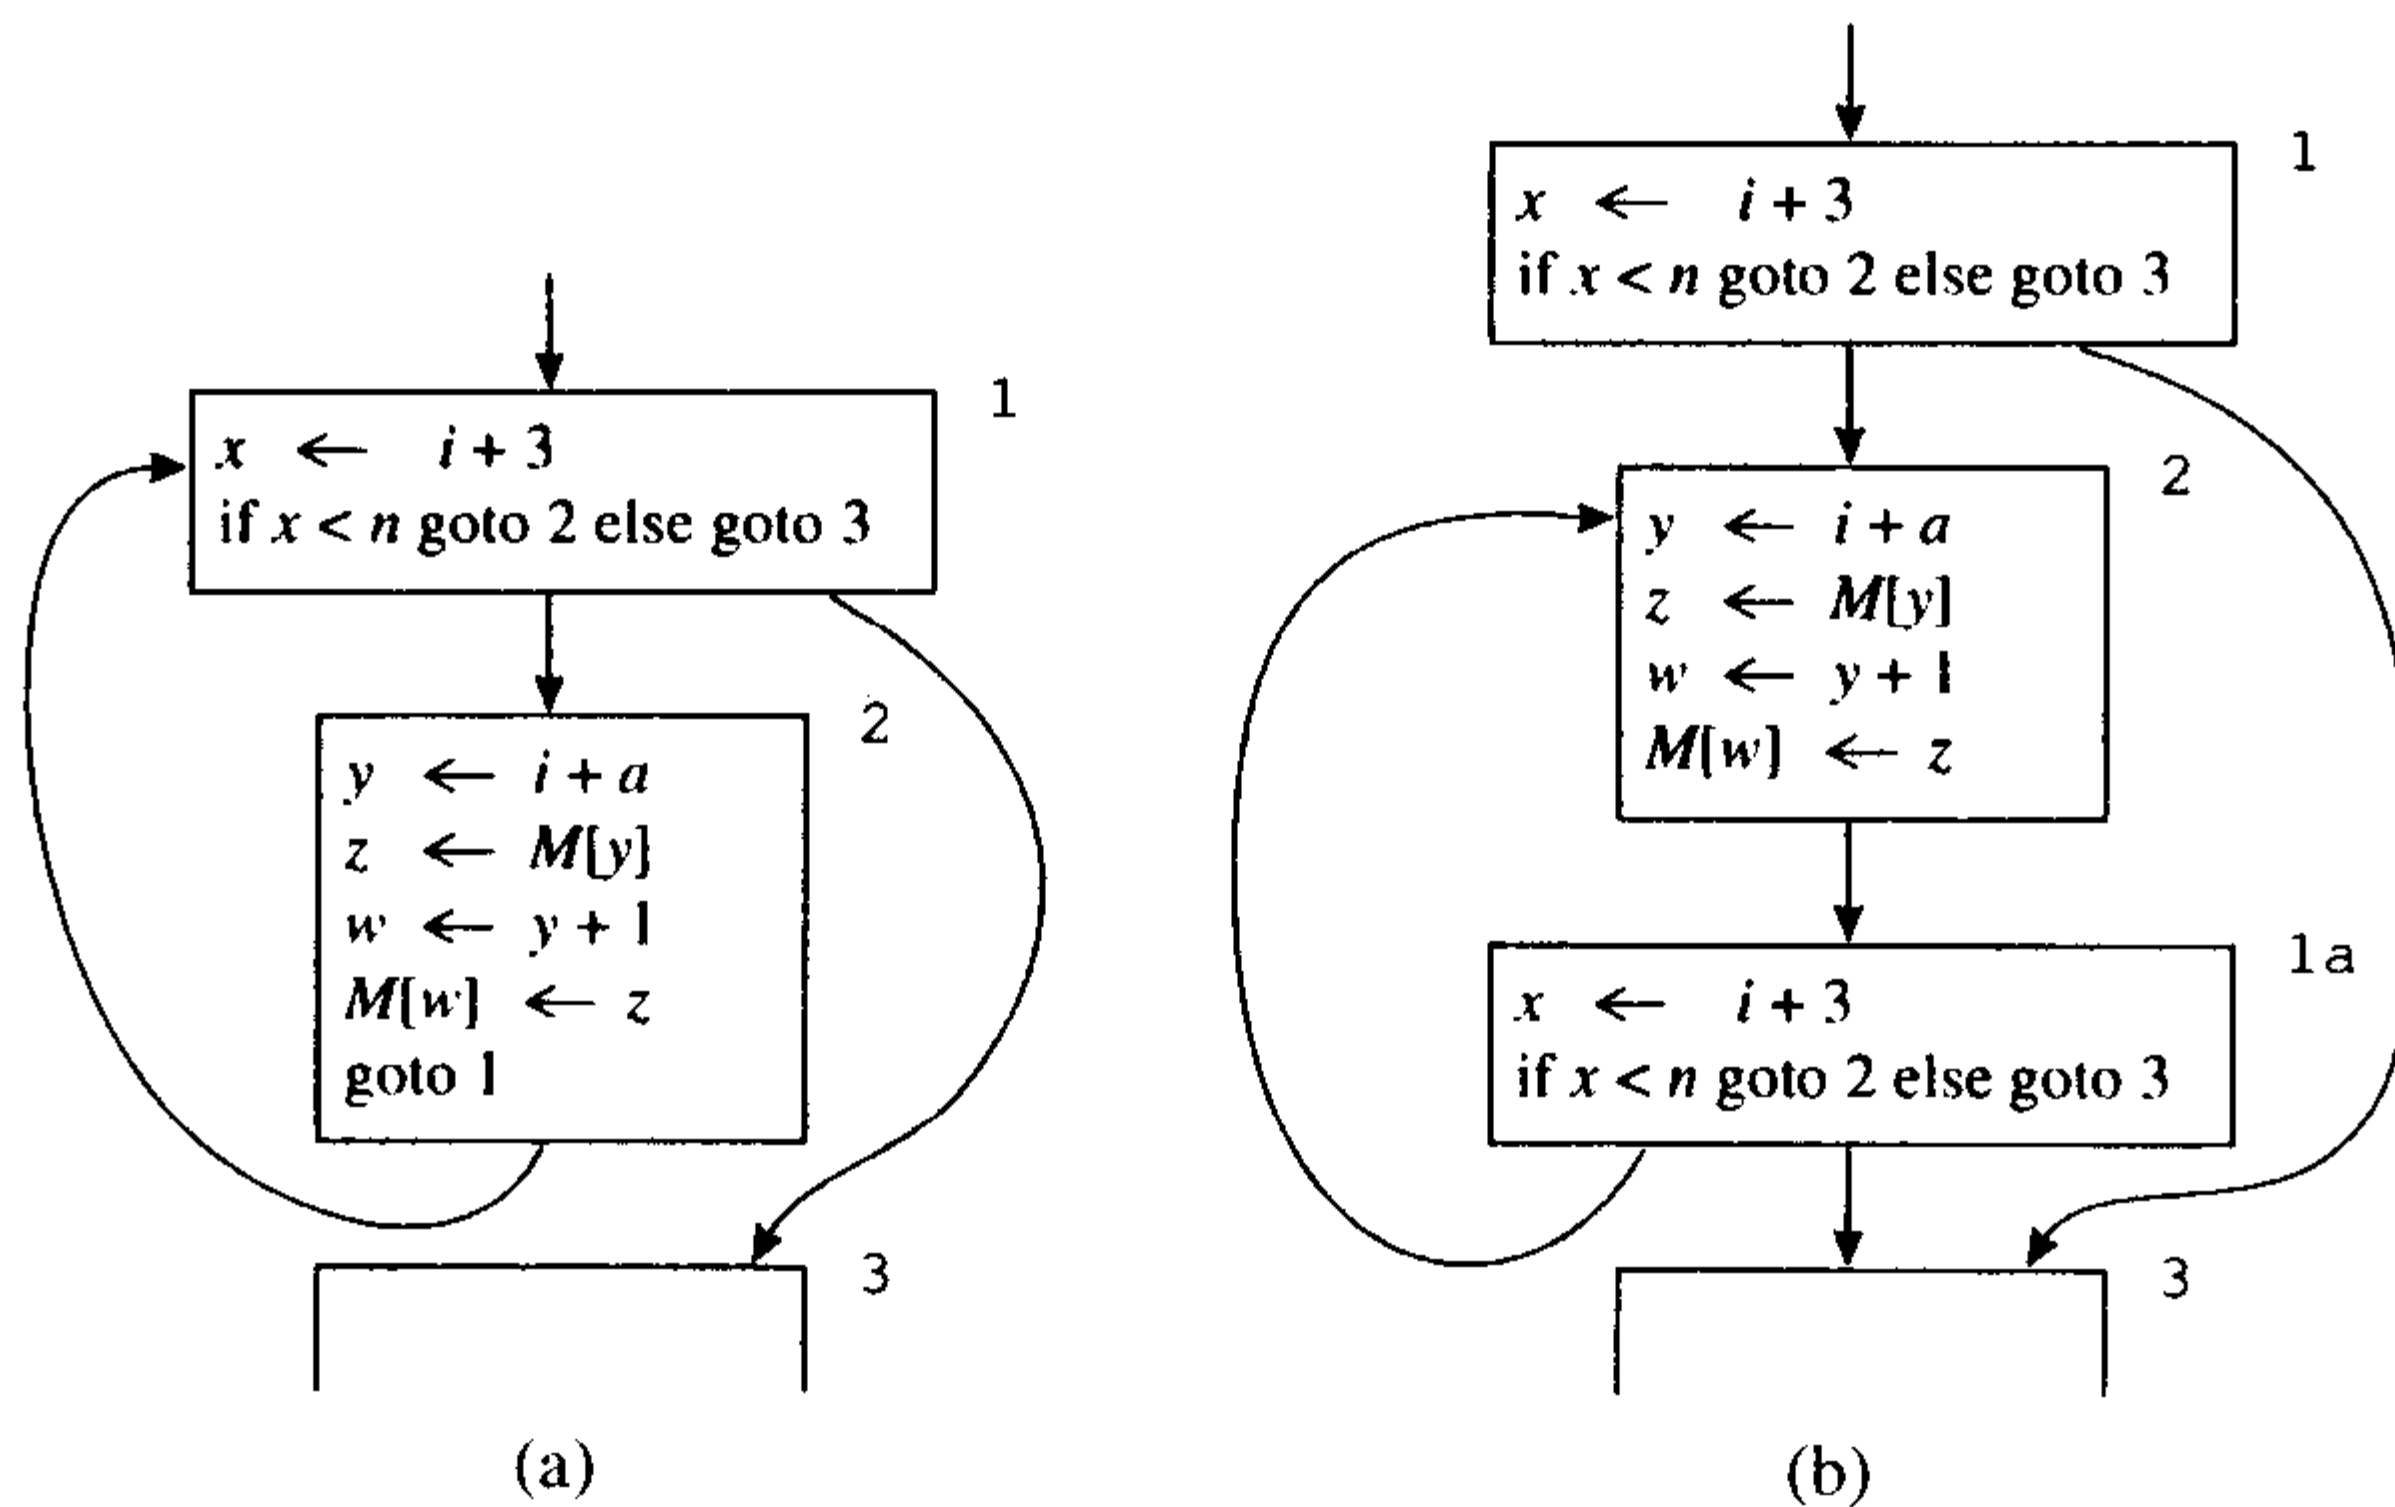 1
x ← i + 3
if x < n goto 2 else goto 3
2
y ← i + a
z ← M[y]
w ← y + 1
M[w] ← z
goto 1
3
(a)
1
x ← i + 3
if x < n goto 2 else goto 3
2
y ← i + a
z ← M[y]
w ← y + 1
M[w] ← z
1a
x ← i + 3
if x < n goto 2 else goto 3
3
(b)